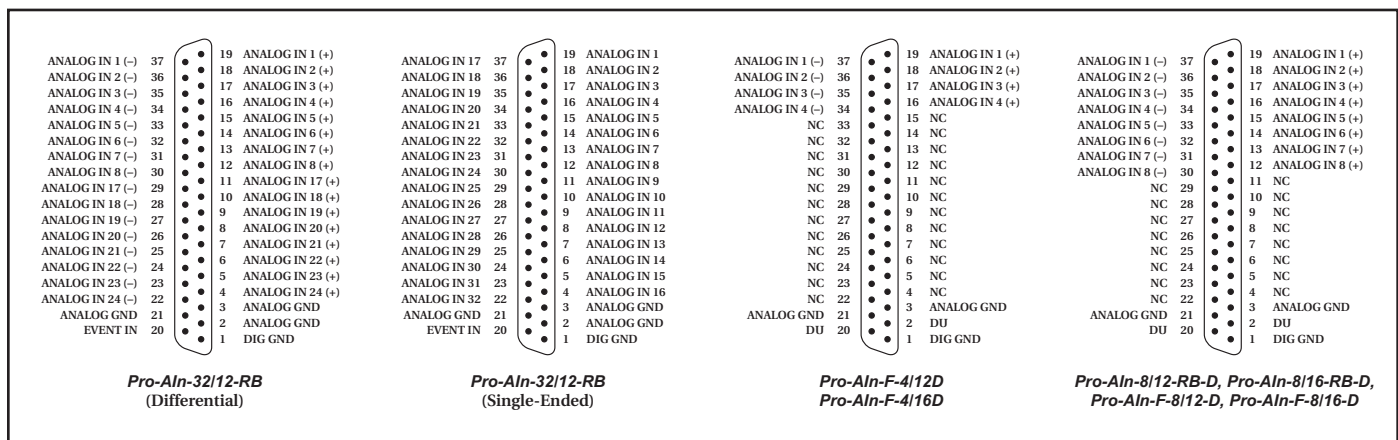 ANALOG IN 1 (–) 37
ANALOG IN 2 (–) 36
ANALOG IN 3 (–) 35
ANALOG IN 4 (–) 34
ANALOG IN 5 (–) 33
ANALOG IN 6 (–) 32
ANALOG IN 7 (–) 31
ANALOG IN 8 (–) 30
ANALOG IN 17 (–) 29
ANALOG IN 18 (–) 28
ANALOG IN 19 (–) 27
ANALOG IN 20 (–) 26
ANALOG IN 21 (–) 25
ANALOG IN 22 (–) 24
ANALOG IN 23 (–) 23
ANALOG IN 24 (–) 22
ANALOG GND 21
EVENT IN 20
19 ANALOG IN 1 (+)
18 ANALOG IN 2 (+)
17 ANALOG IN 3 (+)
16 ANALOG IN 4 (+)
15 ANALOG IN 5 (+)
14 ANALOG IN 6 (+)
13 ANALOG IN 7 (+)
12 ANALOG IN 8 (+)
11 ANALOG IN 17 (+)
10 ANALOG IN 18 (+)
9 ANALOG IN 19 (+)
8 ANALOG IN 20 (+)
7 ANALOG IN 21 (+)
6 ANALOG IN 22 (+)
5 ANALOG IN 23 (+)
4 ANALOG IN 24 (+)
3 ANALOG GND
2 ANALOG GND
1 DIG GND
Pro-AIn-32/12-RB
(Differential)
ANALOG IN 17 37
ANALOG IN 18 36
ANALOG IN 19 35
ANALOG IN 20 34
ANALOG IN 21 33
ANALOG IN 22 32
ANALOG IN 23 31
ANALOG IN 24 30
ANALOG IN 25 29
ANALOG IN 26 28
ANALOG IN 27 27
ANALOG IN 28 26
ANALOG IN 29 25
ANALOG IN 30 24
ANALOG IN 31 23
ANALOG IN 32 22
ANALOG GND 21
EVENT IN 20
19 ANALOG IN 1
18 ANALOG IN 2
17 ANALOG IN 3
16 ANALOG IN 4
15 ANALOG IN 5
14 ANALOG IN 6
13 ANALOG IN 7
12 ANALOG IN 8
11 ANALOG IN 9
10 ANALOG IN 10
9 ANALOG IN 11
8 ANALOG IN 12
7 ANALOG IN 13
6 ANALOG IN 14
5 ANALOG IN 15
4 ANALOG IN 16
3 ANALOG GND
2 ANALOG GND
1 DIG GND
Pro-AIn-32/12-RB
(Single-Ended)
ANALOG IN 1 (–) 37
ANALOG IN 2 (–) 36
ANALOG IN 3 (–) 35
ANALOG IN 4 (–) 34
NC 33
NC 32
NC 31
NC 30
NC 29
NC 28
NC 27
NC 26
NC 25
NC 24
NC 23
NC 22
ANALOG GND 21
DU 20
19 ANALOG IN 1 (+)
18 ANALOG IN 2 (+)
17 ANALOG IN 3 (+)
16 ANALOG IN 4 (+)
15 NC
14 NC
13 NC
12 NC
11 NC
10 NC
9 NC
8 NC
7 NC
6 NC
5 NC
4 NC
3 ANALOG GND
2 DU
1 DIG GND
Pro-AIn-F-4/12D
Pro-AIn-F-4/16D
ANALOG IN 1 (–) 37
ANALOG IN 2 (–) 36
ANALOG IN 3 (–) 35
ANALOG IN 4 (–) 34
ANALOG IN 5 (–) 33
ANALOG IN 6 (–) 32
ANALOG IN 7 (–) 31
ANALOG IN 8 (–) 30
NC 29
NC 28
NC 27
NC 26
NC 25
NC 24
NC 23
NC 22
ANALOG GND 21
DU 20
19 ANALOG IN 1 (+)
18 ANALOG IN 2 (+)
17 ANALOG IN 3 (+)
16 ANALOG IN 4 (+)
15 ANALOG IN 5 (+)
14 ANALOG IN 6 (+)
13 ANALOG IN 7 (+)
12 ANALOG IN 8 (+)
11 NC
10 NC
9 NC
8 NC
7 NC
6 NC
5 NC
4 NC
3 ANALOG GND
2 DU
1 DIG GND
Pro-AIn-8/12-RB-D, Pro-AIn-8/16-RB-D,
Pro-AIn-F-8/12-D, Pro-AIn-F-8/16-D